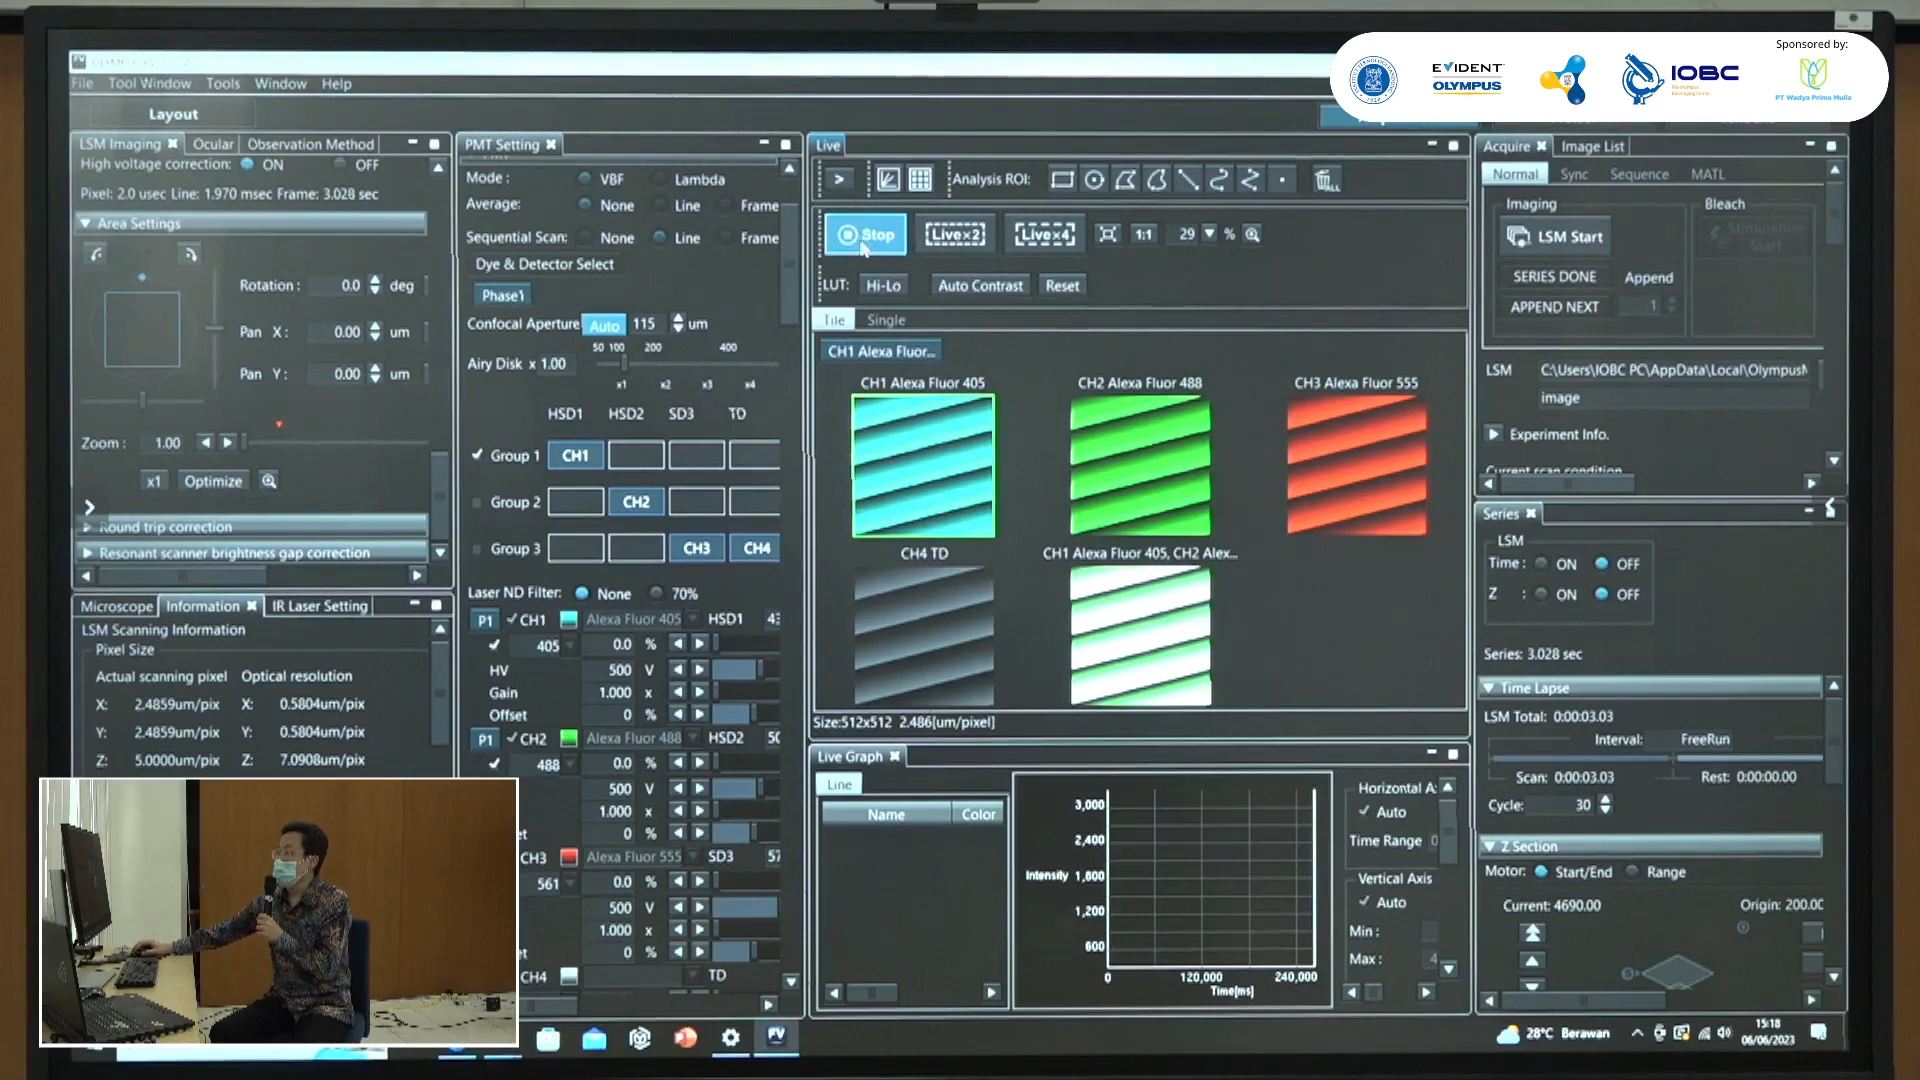 Sponsored by:
EVIDENT
OLYMPUS
IOBC
PT Wadya Prima Mulia
File Tool Window Tools Window Help
Layout
LSM Imaging Ocular Observation Method
High voltage correction: ON OFF
Pixel: 2.0 usec Line: 1.970 msec Frame: 3.028 sec
Area Settings
Rotation : 0.0 deg
Pan X : 0.00 um
Pan Y : 0.00 um
Zoom : 1.00
x1 Optimize
Round trip correction
Resonant scanner brightness gap correction
Microscope Information IR Laser Setting
LSM Scanning Information
Pixel Size
Actual scanning pixel Optical resolution
X: 2.4859um/pix X: 0.5804um/pix
Y: 2.4859um/pix Y: 0.5804um/pix
Z: 5.0000um/pix Z: 7.0908um/pix
PMT Setting
Mode : VBF Lambda
Average: None Line Frame
Sequential Scan: None Line Frame
Dye & Detector Select
Phase1
Confocal Aperture Auto 115 um
50 100 200 400
Airy Disk x 1.00
x1 x2 x3 x4
HSD1 HSD2 SD3 TD
Group 1 CH1
Group 2 CH2
Group 3 CH3 CH4
Laser ND Filter: None 70%
P1 CH1 Alexa Fluor 405 HSD1 43
405 0.0 %
HV 500 V
Gain 1.000 x
Offset 0 %
P1 CH2 Alexa Fluor 488 HSD2 50
488 0.0 %
500 V
1.000 x
et 0 %
CH3 Alexa Fluor 555 SD3 57
561 0.0 %
500 V
1.000 x
et 0 %
CH4 TD
Live
> Analysis ROI: ALL
Stop Live×2 Live×4 1:1 29 %
LUT: Hi-Lo Auto Contrast Reset
Tile Single
CH1 Alexa Fluor...
CH1 Alexa Fluor 405 CH2 Alexa Fluor 488 CH3 Alexa Fluor 555
CH4 TD CH1 Alexa Fluor 405, CH2 Alex...
Size:512x512 2.486[um/pixel]
Live Graph
Line
Name Color
3,000
2,400
Intensity 1,800
1,200
600
0 120,000 240,000
Time[ms]
Horizontal A:
Auto
Time Range 0
Vertical Axis
Auto
Min :
Max : 4
Acquire Image List
Normal Sync Sequence MATL
Imaging Bleach
LSM Start Stimulation Start
SERIES DONE Append
APPEND NEXT 1
LSM C:\Users\IOBC PC\AppData\Local\Olympus
image
Experiment Info.
Current scan condition
Series
LSM
Time : ON OFF
Z : ON OFF
Series: 3.028 sec
Time Lapse
LSM Total: 0:00:03.03
Interval: FreeRun
Scan: 0:00:03.03 Rest: 0:00:00.00
Cycle: 30
Z Section
Motor: Start/End Range
Current: 4690.00 Origin: 200.00
28°C Berawan
15:18
06/06/2023